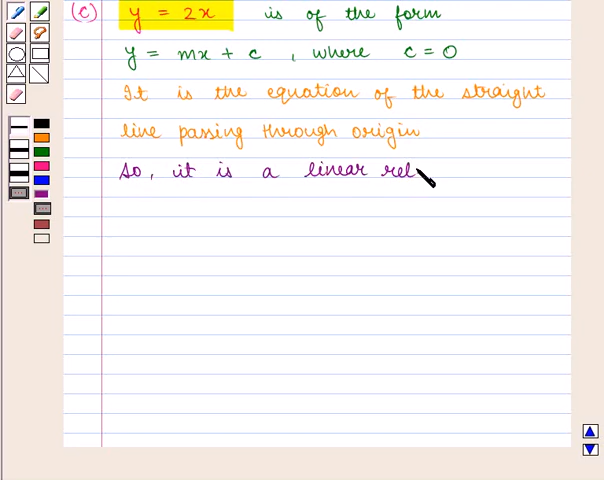 (c) y = 2x is of the form
y = mx + c , where c = 0
It is the equation of the straight
line passing through origin
So, it is a linear rel